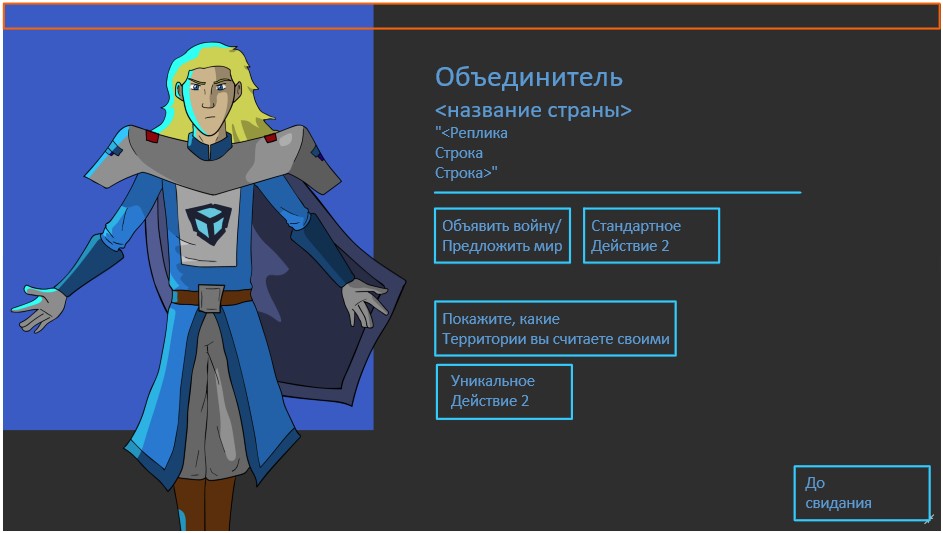 Объединитель
<название страны>
"<Реплика
Строка
Строка>"
Объявить войну/
Предложить мир
Стандартное
Действие 2
Покажите, какие
Территории вы считаете своими
Уникальное
Действие 2
До
свидания